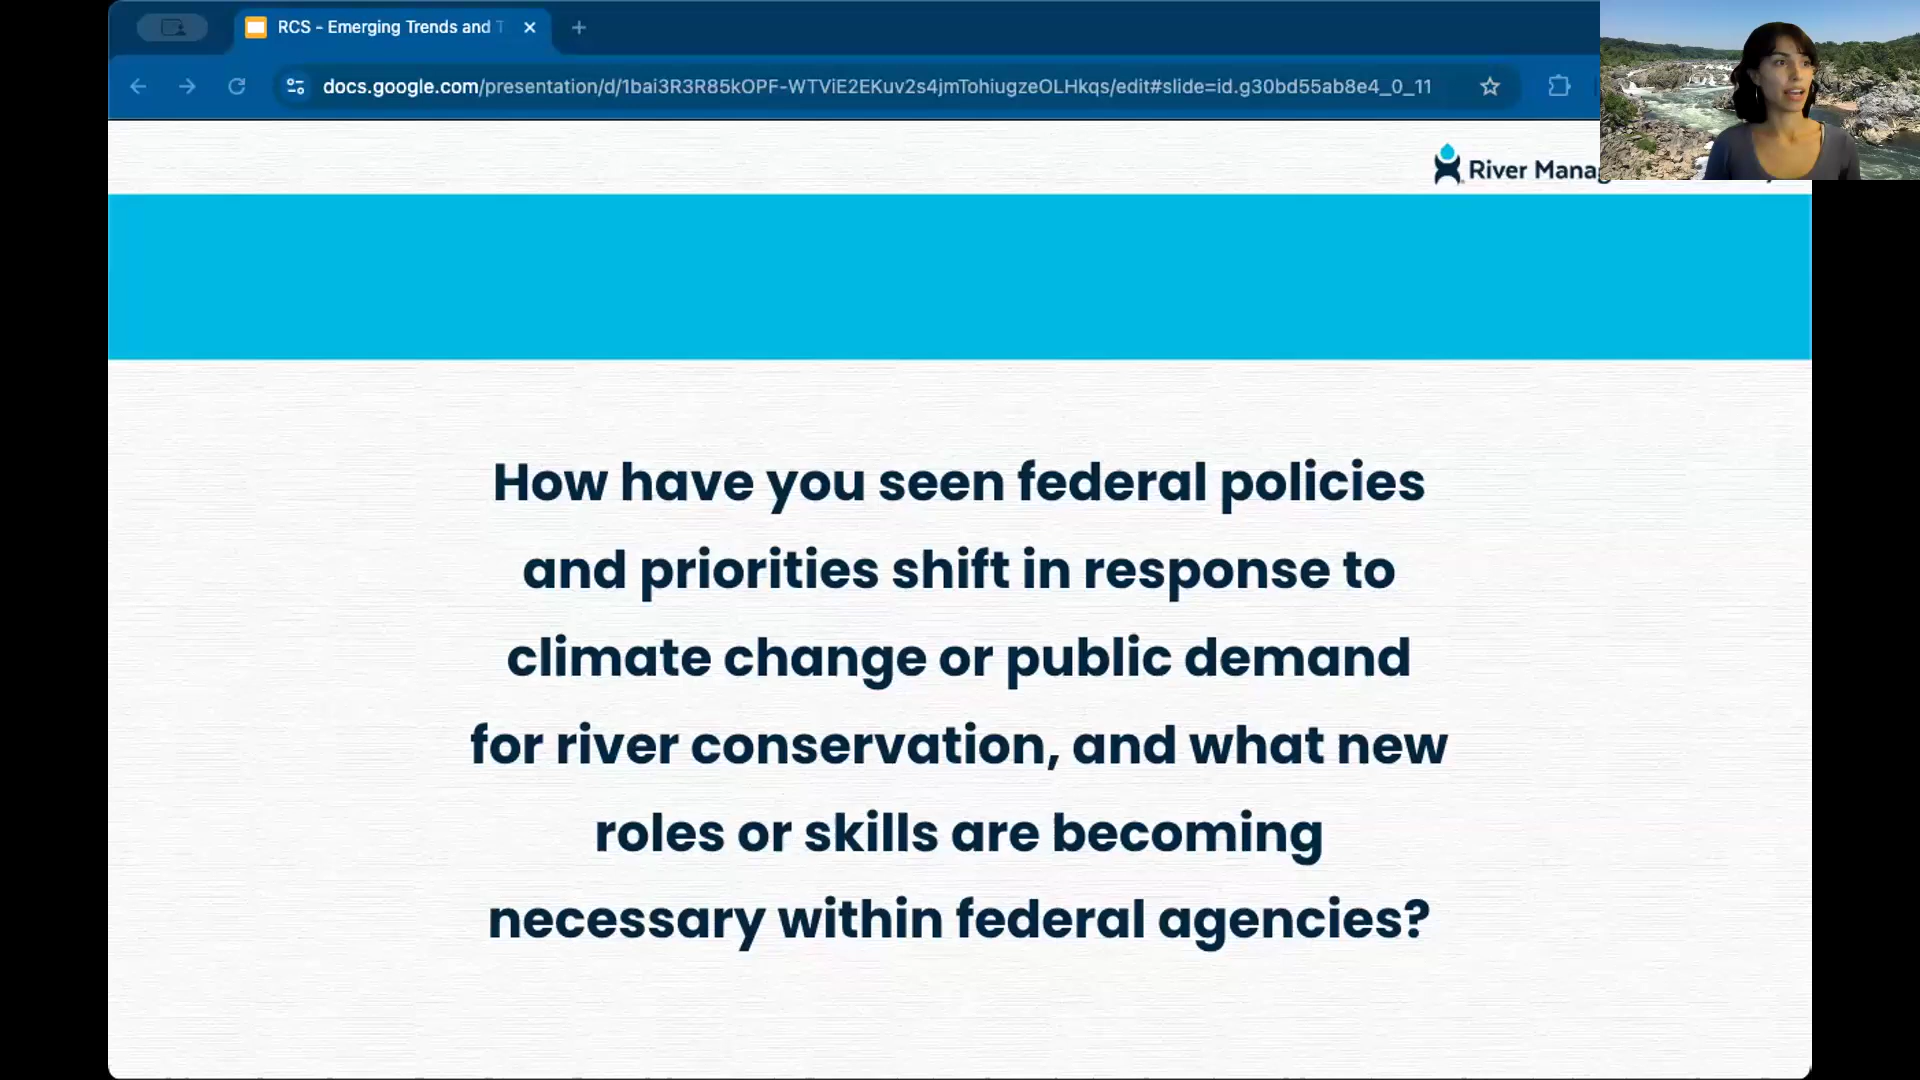 RCS - Emerging Trends and T
docs.google.com/presentation/d/1bai3R3R85kOPF-WTViE2EKuv2s4jmTohiugzeOLHkqs/edit#slide=id.g30bd55ab8e4_0_11
River Manag
How have you seen federal policies
and priorities shift in response to
climate change or public demand
for river conservation, and what new
roles or skills are becoming
necessary within federal agencies?